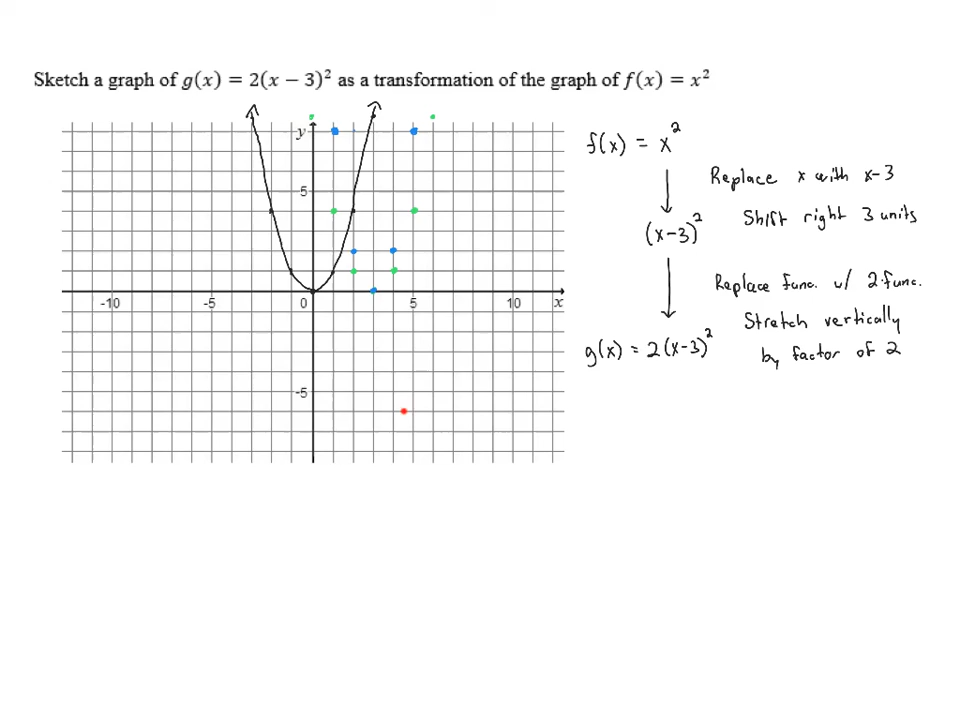 Sketch a graph of g(x) = 2(x − 3)² as a transformation of the graph of f(x) = x²
y
5
-10 -5 0 5 10 x
-5
f(x) = x²
Replace x with x-3
Shift right 3 units
(x-3)²
Replace func. w/ 2·func.
Stretch vertically
g(x) = 2(x-3)²
by factor of 2